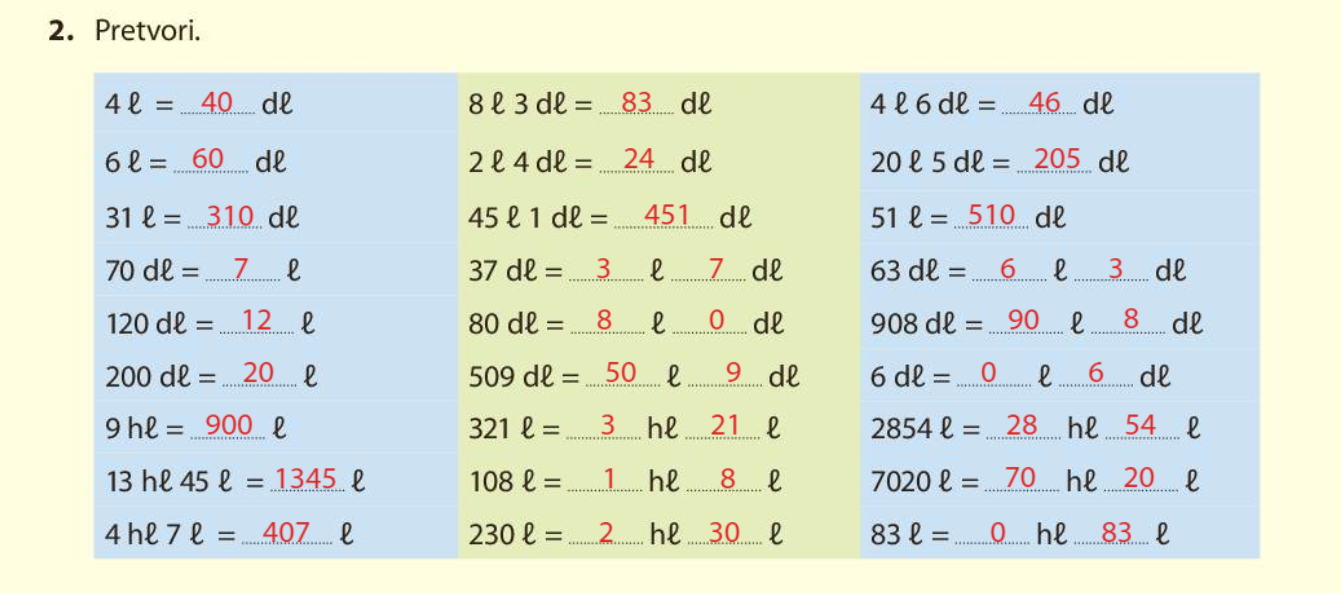 2. Pretvori.
4 ℓ = 40 dℓ
6 ℓ = 60 dℓ
31 ℓ = 310 dℓ
70 dℓ = 7 ℓ
120 dℓ = 12 ℓ
200 dℓ = 20 ℓ
9 hℓ = 900 ℓ
13 hℓ 45 ℓ = 1345 ℓ
4 hℓ 7 ℓ = 407 ℓ
8 ℓ 3 dℓ = 83 dℓ
2 ℓ 4 dℓ = 24 dℓ
45 ℓ 1 dℓ = 451 dℓ
37 dℓ = 3 ℓ 7 dℓ
80 dℓ = 8 ℓ 0 dℓ
509 dℓ = 50 ℓ 9 dℓ
321 ℓ = 3 hℓ 21 ℓ
108 ℓ = 1 hℓ 8 ℓ
230 ℓ = 2 hℓ 30 ℓ
4 ℓ 6 dℓ = 46 dℓ
20 ℓ 5 dℓ = 205 dℓ
51 ℓ = 510 dℓ
63 dℓ = 6 ℓ 3 dℓ
908 dℓ = 90 ℓ 8 dℓ
6 dℓ = 0 ℓ 6 dℓ
2854 ℓ = 28 hℓ 54 ℓ
7020 ℓ = 70 hℓ 20 ℓ
83 ℓ = 0 hℓ 83 ℓ